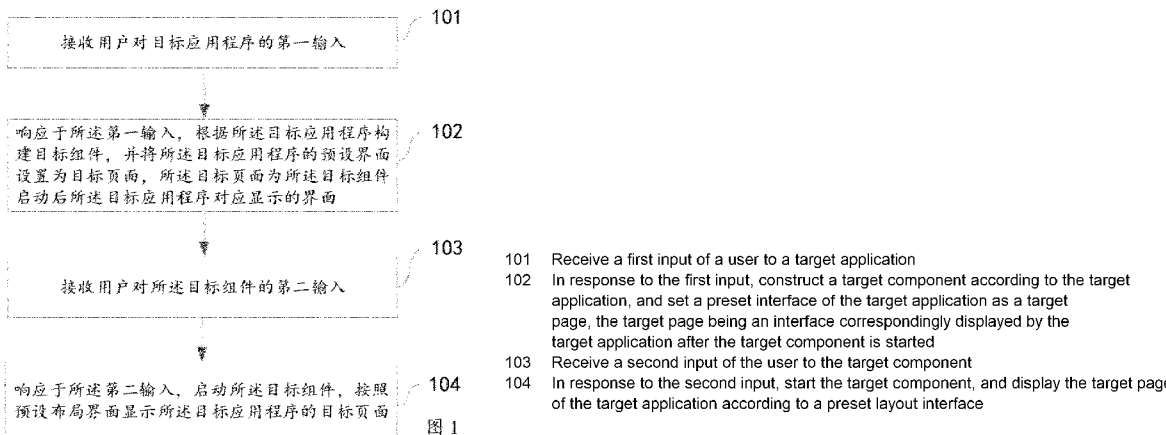 接收用户对目标应用程序的第一输入
101
响应于所述第一输入，根据所述目标应用程序构
建目标组件，并将所述目标应用程序的预设界面
设置为目标页面，所述目标页面为所述目标组件
启动后所述目标应用程序对应显示的界面
102
接收用户对所述目标组件的第二输入
103
响应于所述第二输入，启动所述目标组件，按照
预设布局界面显示所述目标应用程序的目标页面
104
图 1
101 Receive a first input of a user to a target application
102 In response to the first input, construct a target component according to the target
application, and set a preset interface of the target application as a target
page, the target page being an interface correspondingly displayed by the
target application after the target component is started
103 Receive a second input of the user to the target component
104 In response to the second input, start the target component, and display the target page
of the target application according to a preset layout interface